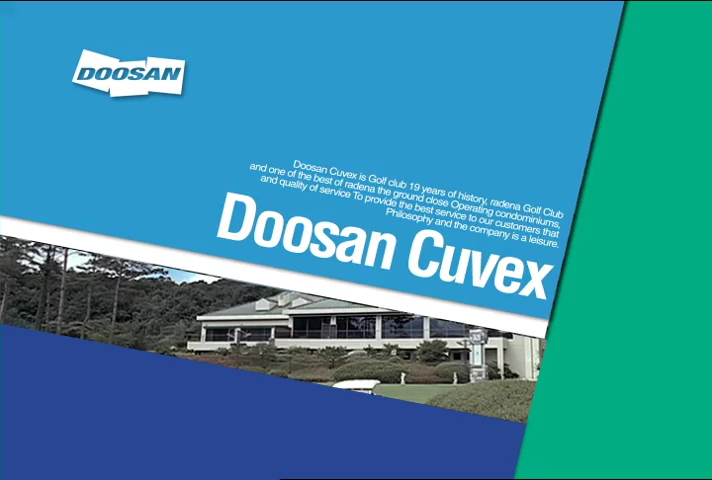 DOOSAN
Doosan Cuvex is Golf club 19 years of history, radena Golf Club
and one of the best of radena the ground close Operating condominiums,
and quality of service To provide the best service to our customers that
Philosophy and the company is a leisure.
Doosan Cuvex